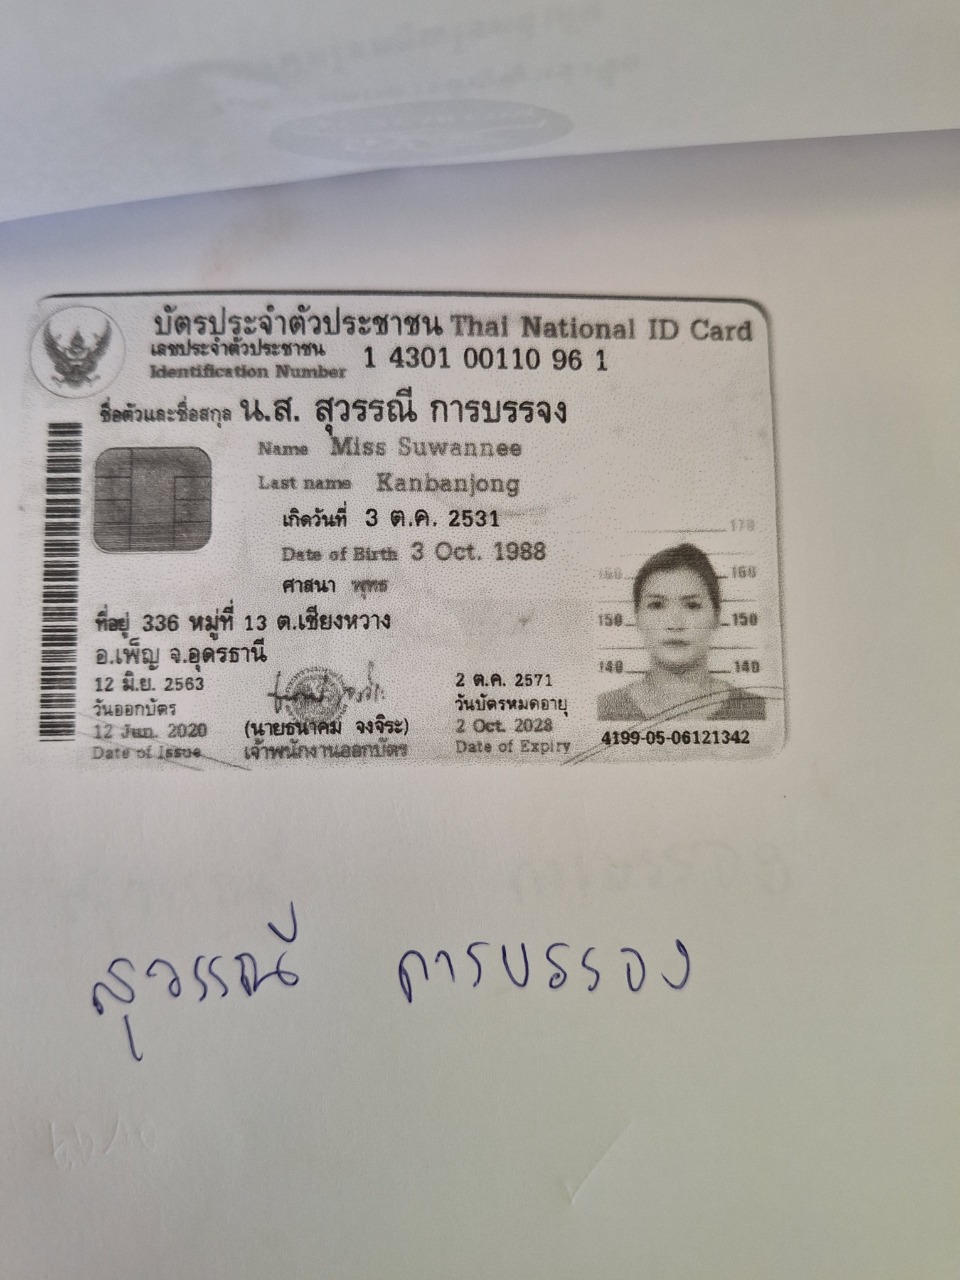 บัตรประจำตัวประชาชน Thai National ID Card
เลขประจำตัวประชาชน
Identification Number 1 4301 00110 96 1
ชื่อตัวและชื่อสกุล น.ส. สุวรรณี การบรรจง
Name Miss Suwannee
Last name Kanbanjong
เกิดวันที่ 3 ต.ค. 2531
Date of Birth 3 Oct. 1988
ศาสนา พุทธ
ที่อยู่ 336 หมู่ที่ 13 ต.เชียงหวาง
อ.เพ็ญ จ.อุดรธานี
12 มิ.ย. 2563
วันออกบัตร
12 Jun. 2020
Date of Issue
(นายธนาคม จงจิระ)
เจ้าพนักงานออกบัตร
2 ต.ค. 2571
วันบัตรหมดอายุ
2 Oct. 2028
Date of Expiry
170
160 160
150 150
140 140
4199-05-06121342
สุวรรณี การบรรจง